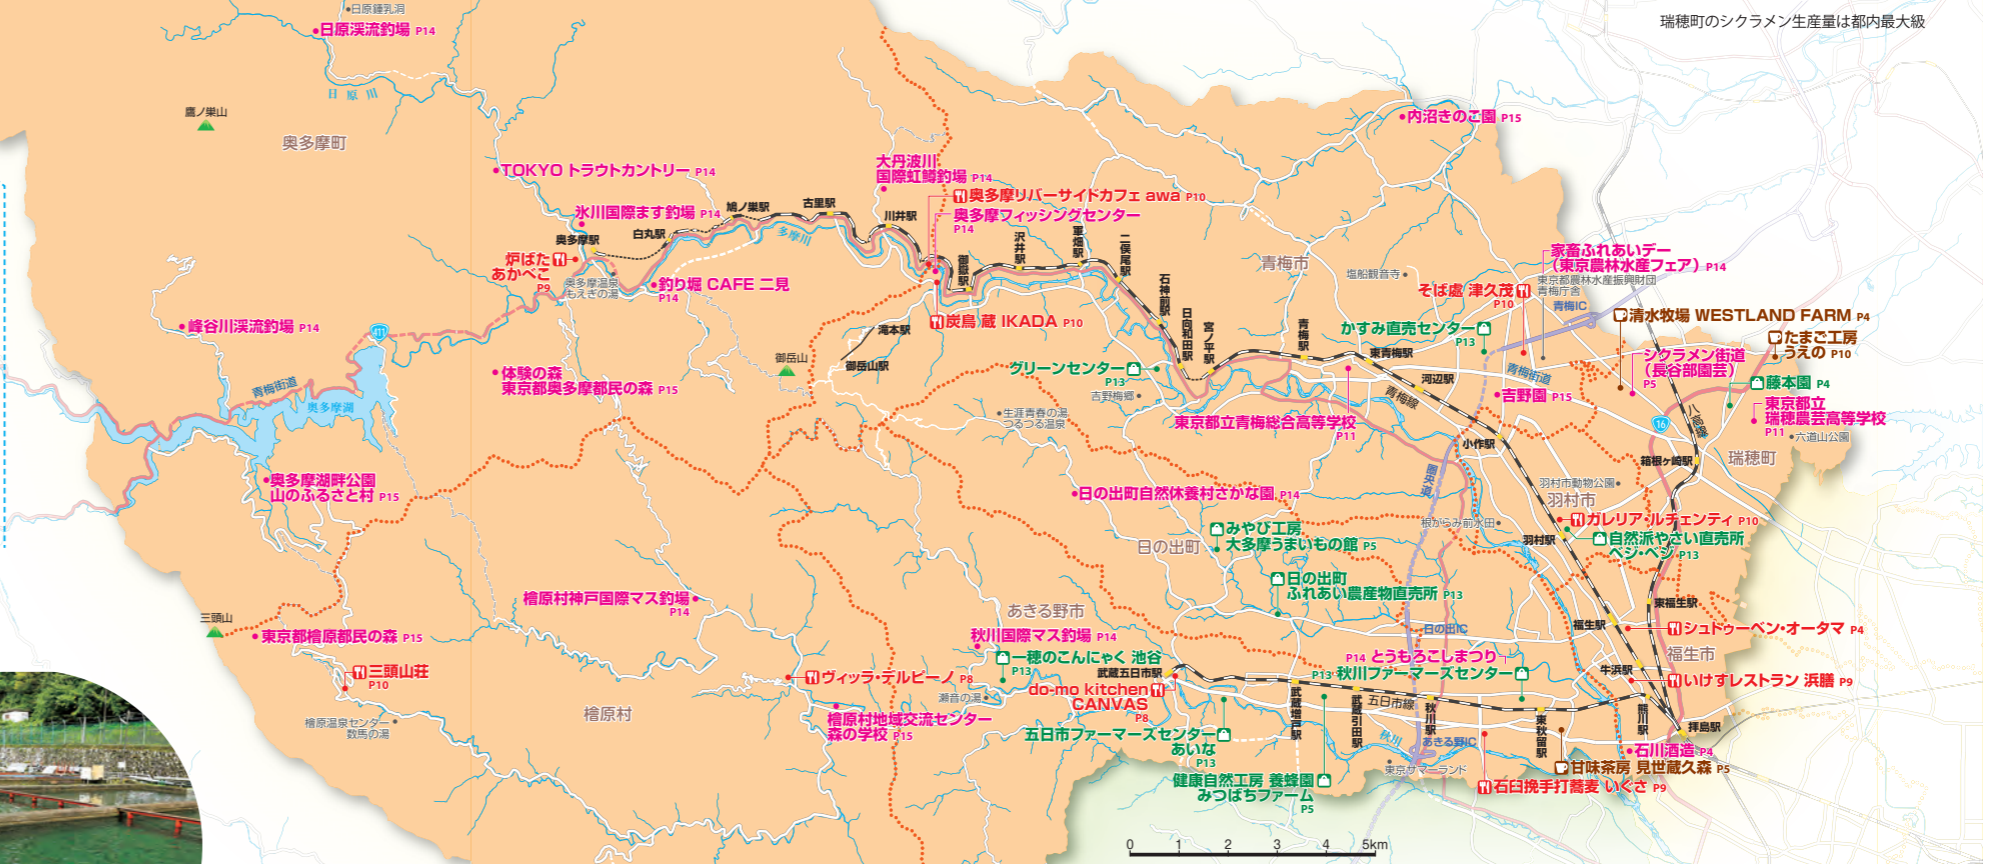 瑞穂町のシクラメン生産量は都内最大級
日原鍾乳洞
日原渓流釣場 P14
日原川
鷹ノ巣山
奥多摩町
内沼きのこ園 P15
TOKYO トラウトカントリー P14
大丹波川
国際虹鱒釣場 P14
奥多摩リバーサイドカフェ awa P10
奥多摩フィッシングセンター
P14
氷川国際ます釣場 P14
鳩ノ巣駅
古里駅
川井駅
白丸駅
奥多摩駅
多摩川
御嶽駅
沢井駅
軍畑駅
二俣尾駅
石神前駅
日向和田駅
宮ノ平駅
青梅駅
青梅市
塩船観音寺
炉ばた
あかべこ
P9
奥多摩温泉
もえぎの湯
釣り堀 CAFE 二見
P14
家畜ふれあいデー
（東京農林水産フェア）P14
東京都農林水産振興財団
青梅庁舎
そば處 津久茂
P10
青梅IC
清水牧場 WESTLAND FARM P4
たまご工房
うえの P10
峰谷川渓流釣場 P14
411
炭鳥 蔵 IKADA P10
滝本駅
御岳山駅
御岳山
かすみ直売センター
P13
東青梅駅
シクラメン街道
（長谷部園芸）
P5
グリーンセンター
P13
吉野梅郷
河辺駅
青梅街道
藤本園 P4
体験の森
東京都奥多摩都民の森 P15
青梅街道
奥多摩湖
青梅線
吉野園 P15
東京都立
瑞穂農芸高等学校
P11
六道山公園
生涯青春の湯
つるつる温泉
東京都立青梅総合高等学校
P11
16
八高線
小作駅
箱根ヶ崎駅
瑞穂町
奥多摩湖畔公園
山のふるさと村 P15
日の出町自然休養村さかな園 P14
圏央道
羽村市動物公園
羽村市
根がらみ前水田
ガレリア・ルチェンティ P10
みやび工房
大多摩うまいもの館 P5
日の出町
羽村駅
自然派やさい直売所
ベジ・ベジ P13
日の出町
ふれあい農産物直売所 P13
檜原村神戸国際マス釣場
P14
あきる野市
東福生駅
三頭山
東京都檜原都民の森 P15
秋川国際マス釣場 P14
日の出IC
福生駅
シュトゥーベン・オータマ P4
一穂のこんにゃく 池谷
P13
武蔵五日市駅
P14 とうもろこしまつり
P13 秋川ファーマーズセンター
福生市
三頭山荘
P10
ヴィッラ・デルピーノ P8
瀬音の湯
do-mo kitchen
CANVAS
P8
牛浜駅
いけすレストラン 浜膳 P9
武蔵増戸駅
武蔵引田駅
五日市線
秋川駅
東秋留駅
熊川駅
拝島駅
檜原村
檜原村地域交流センター
森の学校 P15
檜原温泉センター
数馬の湯
五日市ファーマーズセンター
あいな
P13
秋川
あきる野IC
石川酒造 P4
東京サマーランド
甘味茶房 見世蔵久森 P5
健康自然工房 養蜂園
みつばちファーム
P5
石臼挽手打蕎麦 いぐさ P9
0 1 2 3 4 5km